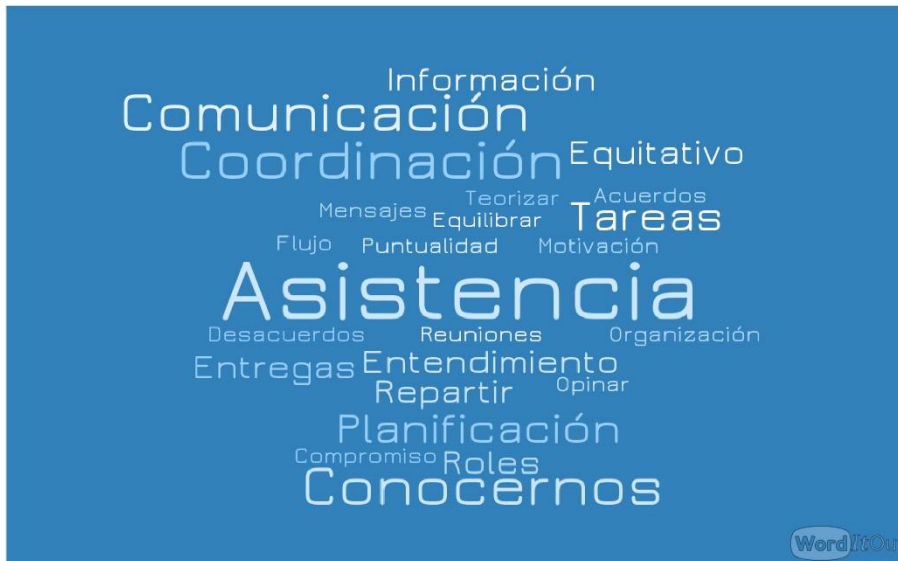 Información
Comunicación
Coordinación Equitativo
Teorizar Acuerdos
Mensajes Equilibrar Tareas
Flujo Puntualidad Motivación
Asistencia
Desacuerdos Reuniones Organización
Entregas Entendimiento
Repartir Opinar
Planificación
Compromiso Roles
Conocernos
WordItOu